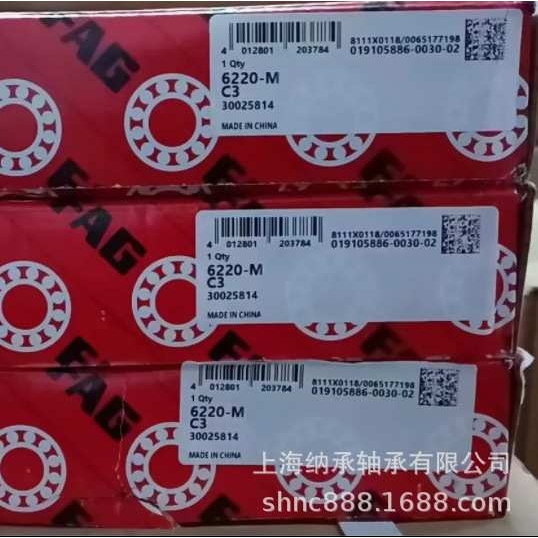 FAG
4 012801 203784
8111X0118/0065177198
019105886-0030-02
1 Qty
6220-M
C3
30025814
MADE IN CHINA
FAG
4 012801 203784
8111X0118/0065177198
019105886-0030-02
1 Qty
6220-M
C3
30025814
MADE IN CHINA
FAG
4 012801 203784
8111X0118/0065177198
019105886-0030-02
1 Qty
6220-M
C3
30025814
MADE IN CHINA
上海纳承轴承有限公司
shnc888.1688.com